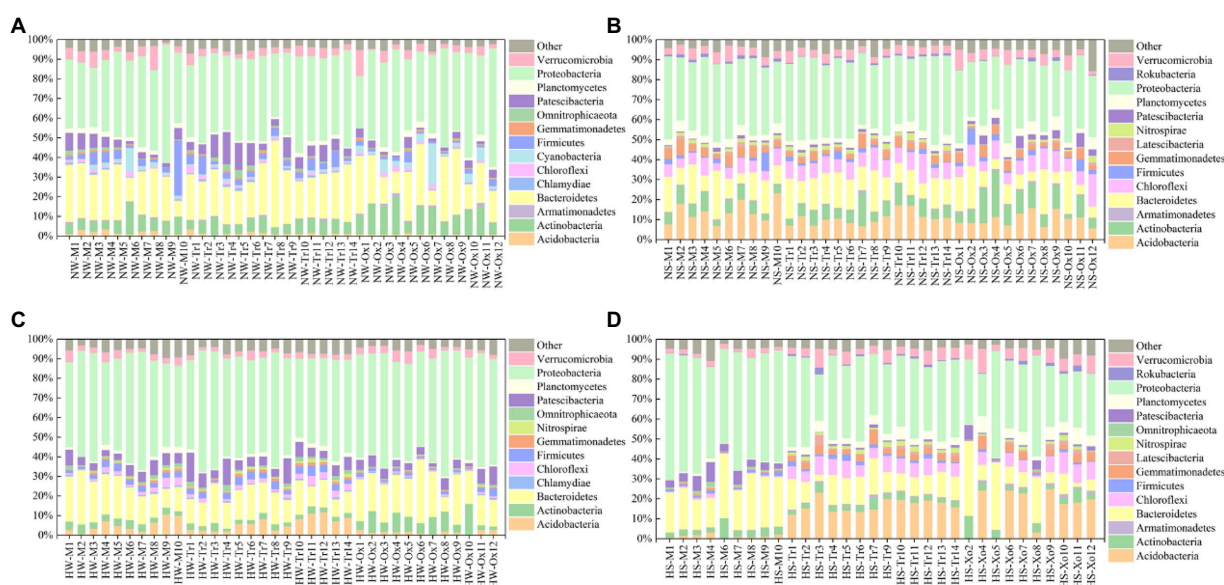 A
100%
90%
80%
70%
60%
50%
40%
30%
20%
10%
0%
NW-M1
NW-M2
NW-M3
NW-M4
NW-M5
NW-M6
NW-M7
NW-M8
NW-M9
NW-M10
NW-Tr1
NW-Tr2
NW-Tr3
NW-Tr4
NW-Tr5
NW-Tr6
NW-Tr7
NW-Tr8
NW-Tr9
NW-Tr10
NW-Tr11
NW-Tr12
NW-Tr13
NW-Tr14
NW-Ox1
NW-Ox2
NW-Ox3
NW-Ox4
NW-Ox5
NW-Ox6
NW-Ox7
NW-Ox8
NW-Ox9
NW-Ox10
NW-Ox11
NW-Ox12
Other
Verrucomicrobia
Proteobacteria
Planctomycetes
Patescibacteria
Omnitrophicaeota
Gemmatimonadetes
Firmicutes
Cyanobacteria
Chloroflexi
Chlamydiae
Bacteroidetes
Armatimonadetes
Actinobacteria
Acidobacteria
B
100%
90%
80%
70%
60%
50%
40%
30%
20%
10%
0%
NS-M1
NS-M2
NS-M3
NS-M4
NS-M5
NS-M6
NS-M7
NS-M8
NS-M9
NS-M10
NS-Tr1
NS-Tr2
NS-Tr3
NS-Tr4
NS-Tr5
NS-Tr6
NS-Tr7
NS-Tr8
NS-Tr9
NS-Tr10
NS-Tr11
NS-Tr12
NS-Tr13
NS-Tr14
NS-Ox1
NS-Ox2
NS-Ox3
NS-Ox4
NS-Ox5
NS-Ox6
NS-Ox7
NS-Ox8
NS-Ox9
NS-Ox10
NS-Ox11
NS-Ox12
Other
Verrucomicrobia
Rokubacteria
Proteobacteria
Planctomycetes
Patescibacteria
Nitrospirae
Latescibacteria
Gemmatimonadetes
Firmicutes
Chloroflexi
Bacteroidetes
Armatimonadetes
Actinobacteria
Acidobacteria
C
100%
90%
80%
70%
60%
50%
40%
30%
20%
10%
0%
HW-M1
HW-M2
HW-M3
HW-M4
HW-M5
HW-M6
HW-M7
HW-M8
HW-M9
HW-M10
HW-Tr1
HW-Tr2
HW-Tr3
HW-Tr4
HW-Tr5
HW-Tr6
HW-Tr7
HW-Tr8
HW-Tr9
HW-Tr10
HW-Tr11
HW-Tr12
HW-Tr13
HW-Tr14
HW-Ox1
HW-Ox2
HW-Ox3
HW-Ox4
HW-Ox5
HW-Ox6
HW-Ox7
HW-Ox8
HW-Ox9
HW-Ox10
HW-Ox11
HW-Ox12
Other
Verrucomicrobia
Proteobacteria
Planctomycetes
Patescibacteria
Omnitrophicaeota
Nitrospirae
Gemmatimonadetes
Firmicutes
Chloroflexi
Chlamydiae
Bacteroidetes
Actinobacteria
Acidobacteria
D
100%
90%
80%
70%
60%
50%
40%
30%
20%
10%
0%
HS-M1
HS-M2
HS-M3
HS-M4
HS-M6
HS-M7
HS-M8
HS-M9
HS-M10
HS-Tr1
HS-Tr2
HS-Tr3
HS-Tr4
HS-Tr5
HS-Tr6
HS-Tr7
HS-Tr9
HS-Tr10
HS-Tr11
HS-Tr12
HS-Tr13
HS-Tr14
HS-Xo2
HS-Xo4
HS-Xo5
HS-Xo6
HS-Xo7
HS-Xo8
HS-Xo9
HS-Xo10
HS-Xo11
HS-Xo12
Other
Verrucomicrobia
Rokubacteria
Proteobacteria
Planctomycetes
Patescibacteria
Omnitrophicaeota
Nitrospirae
Latescibacteria
Gemmatimonadetes
Firmicutes
Chloroflexi
Bacteroidetes
Armatimonadetes
Actinobacteria
Acidobacteria